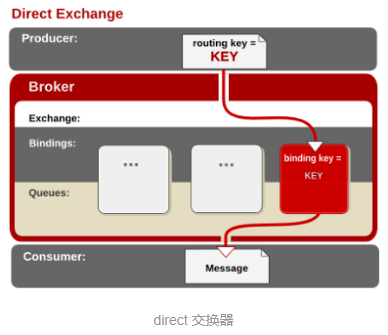 Direct Exchange
Producer:
routing key =
KEY
Broker
Exchange:
Bindings:
...
...
binding key =
KEY
Queues:
Consumer:
Message
direct 交换器